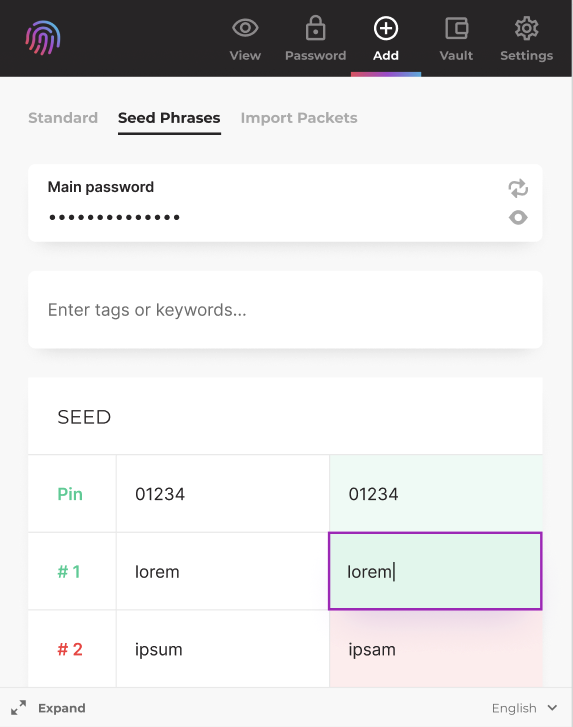 View Password Add Vault Settings
Standard Seed Phrases Import Packets
Main password
••••••••••••••
Enter tags or keywords...
SEED
Pin 01234 01234
# 1 lorem lorem
# 2 ipsum ipsam
Expand English